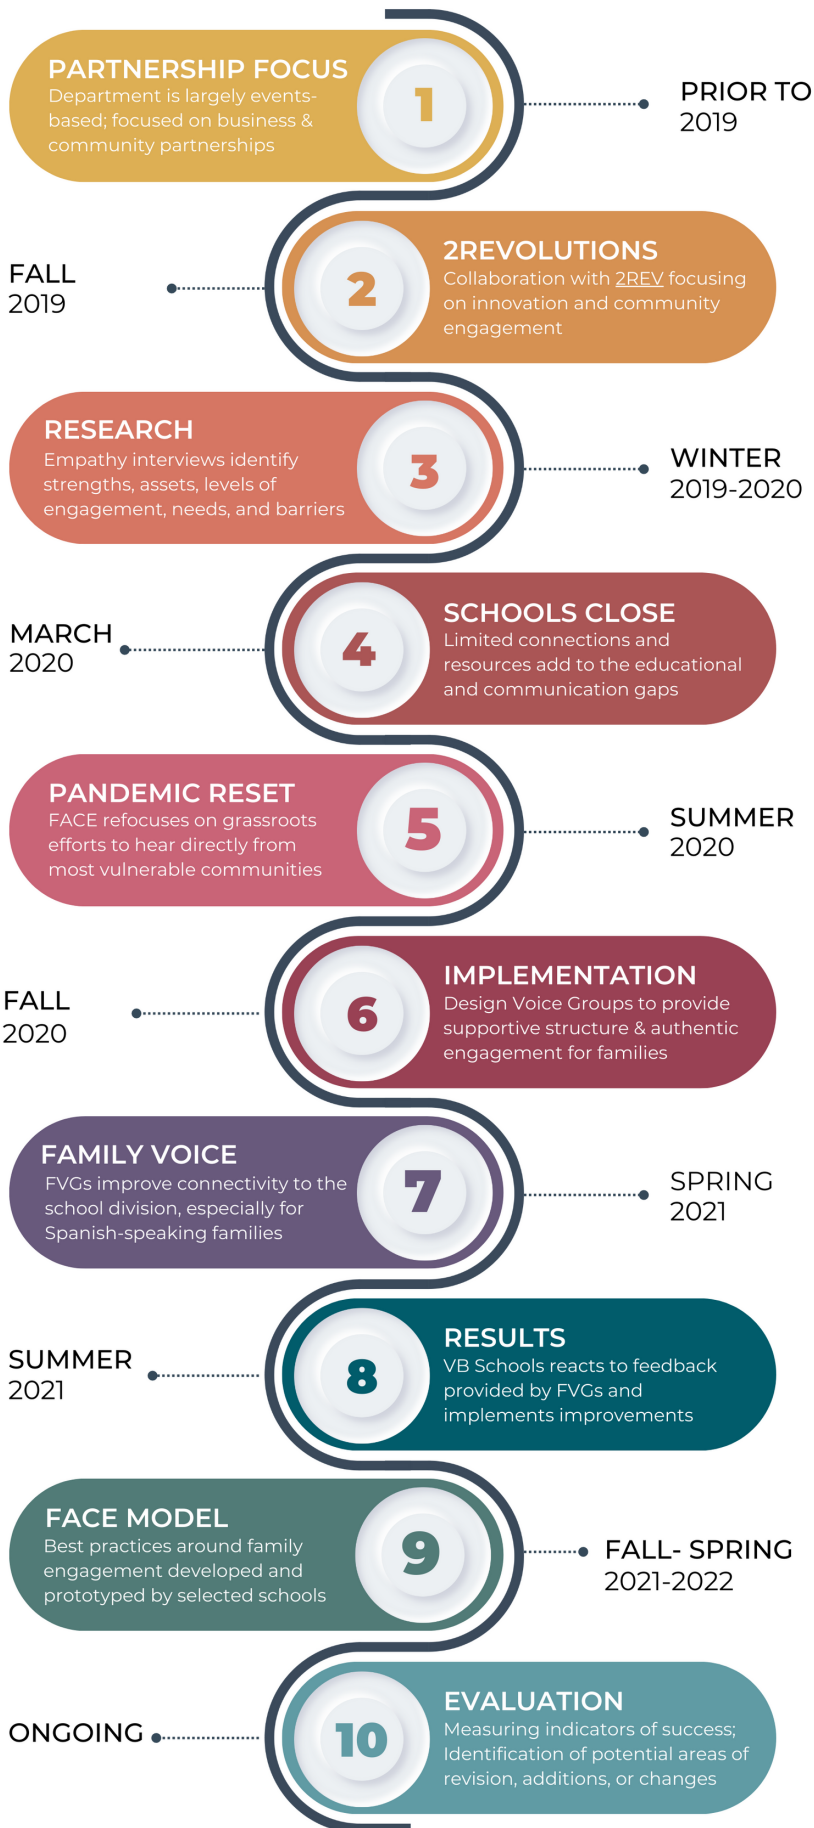 PARTNERSHIP FOCUS
Department is largely events-
based; focused on business &
community partnerships
1
PRIOR TO
2019
FALL
2019
2
2REVOLUTIONS
Collaboration with 2REV focusing
on innovation and community
engagement
RESEARCH
Empathy interviews identify
strengths, assets, levels of
engagement, needs, and barriers
3
WINTER
2019-2020
MARCH
2020
4
SCHOOLS CLOSE
Limited connections and
resources add to the educational
and communication gaps
PANDEMIC RESET
FACE refocuses on grassroots
efforts to hear directly from
most vulnerable communities
5
SUMMER
2020
FALL
2020
6
IMPLEMENTATION
Design Voice Groups to provide
supportive structure & authentic
engagement for families
FAMILY VOICE
FVGs improve connectivity to the
school division, especially for
Spanish-speaking families
7
SPRING
2021
SUMMER
2021
8
RESULTS
VB Schools reacts to feedback
provided by FVGs and
implements improvements
FACE MODEL
Best practices around family
engagement developed and
prototyped by selected schools
9
FALL- SPRING
2021-2022
ONGOING
10
EVALUATION
Measuring indicators of success;
Identification of potential areas of
revision, additions, or changes